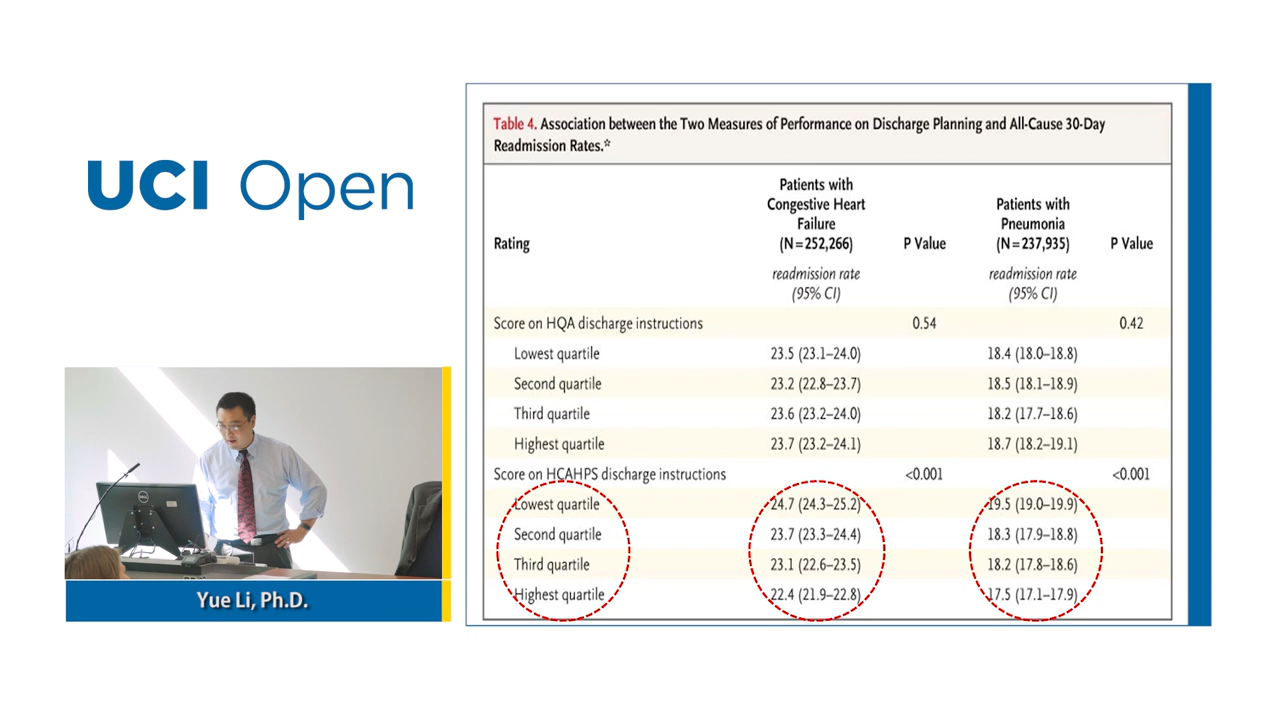 UCI Open
Table 4. Association between the Two Measures of Performance on Discharge Planning and All-Cause 30-Day
Readmission Rates.*
Rating
Patients with
Congestive Heart
Failure
(N=252,266)
P Value
Patients with
Pneumonia
(N=237,935)
P Value
readmission rate
(95% CI)
readmission rate
(95% CI)
Score on HQA discharge instructions 0.54 0.42
Lowest quartile 23.5 (23.1–24.0) 18.4 (18.0–18.8)
Second quartile 23.2 (22.8–23.7) 18.5 (18.1–18.9)
Third quartile 23.6 (23.2–24.0) 18.2 (17.7–18.6)
Highest quartile 23.7 (23.2–24.1) 18.7 (18.2–19.1)
Score on HCAHPS discharge instructions <0.001 <0.001
Lowest quartile 24.7 (24.3–25.2) 19.5 (19.0–19.9)
Second quartile 23.7 (23.3–24.4) 18.3 (17.9–18.8)
Third quartile 23.1 (22.6–23.5) 18.2 (17.8–18.6)
Highest quartile 22.4 (21.9–22.8) 17.5 (17.1–17.9)
DELL
Yue Li, Ph.D.